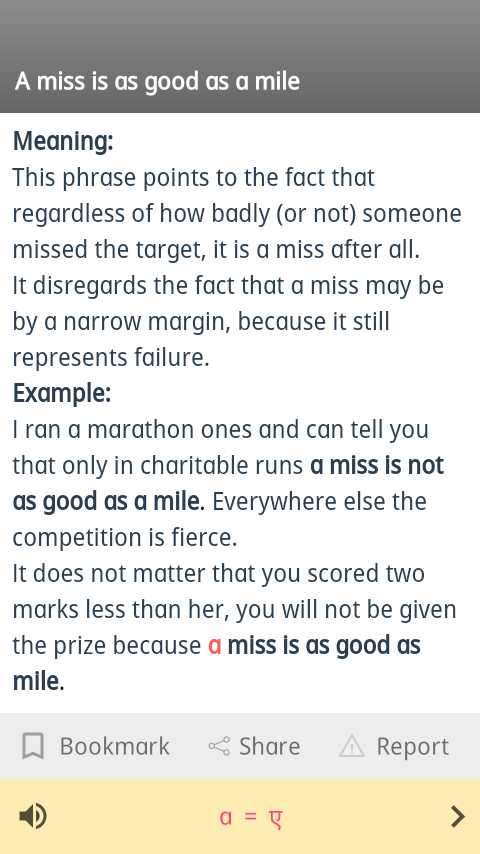 A miss is as good as a mile
Meaning:
This phrase points to the fact that
regardless of how badly (or not) someone
missed the target, it is a miss after all.
It disregards the fact that a miss may be
by a narrow margin, because it still
represents failure.
Example:
I ran a marathon ones and can tell you
that only in charitable runs a miss is not
as good as a mile. Everywhere else the
competition is fierce.
It does not matter that you scored two
marks less than her, you will not be given
the prize because a miss is as good as
mile.
Bookmark Share Report
a = ए